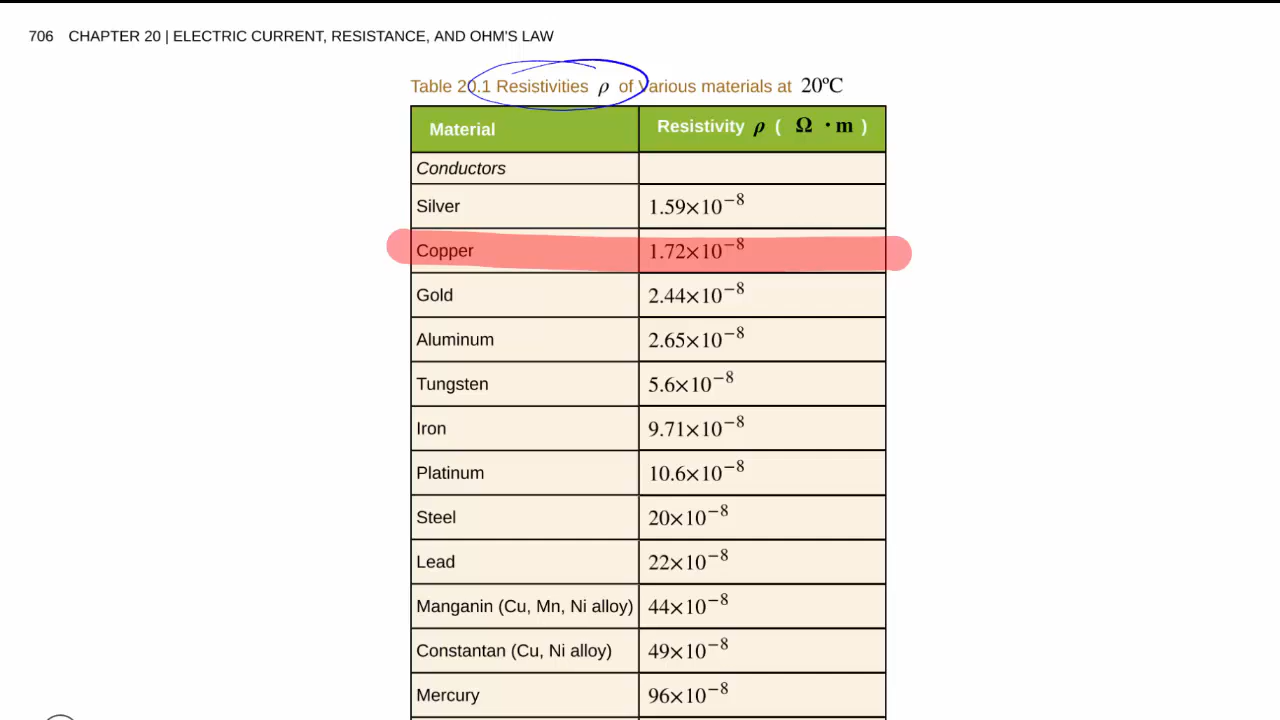 706 CHAPTER 20 | ELECTRIC CURRENT, RESISTANCE, AND OHM'S LAW
Table 20.1 Resistivities ρ of Various materials at 20ºC
Material Resistivity ρ ( Ω ·m )
Conductors
Silver 1.59×10⁻⁸
Copper 1.72×10⁻⁸
Gold 2.44×10⁻⁸
Aluminum 2.65×10⁻⁸
Tungsten 5.6×10⁻⁸
Iron 9.71×10⁻⁸
Platinum 10.6×10⁻⁸
Steel 20×10⁻⁸
Lead 22×10⁻⁸
Manganin (Cu, Mn, Ni alloy) 44×10⁻⁸
Constantan (Cu, Ni alloy) 49×10⁻⁸
Mercury 96×10⁻⁸